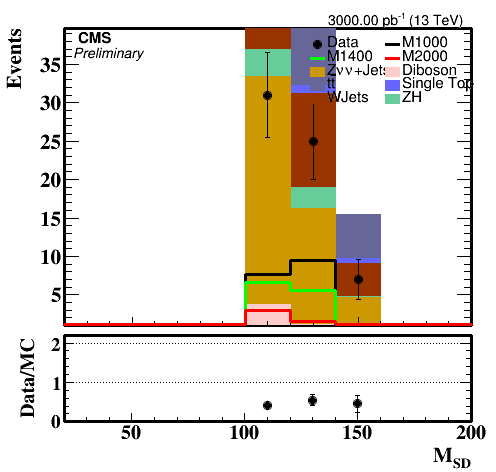 3000.00 pb⁻¹ (13 TeV)
CMS
Preliminary
Data
M1000
M1400
M2000
Zνν+Jets
Diboson
tt
Single Top
WJets
ZH
Events
35
30
25
20
15
10
5
Data/MC
2
1
0
50
100
150
200
M_SD